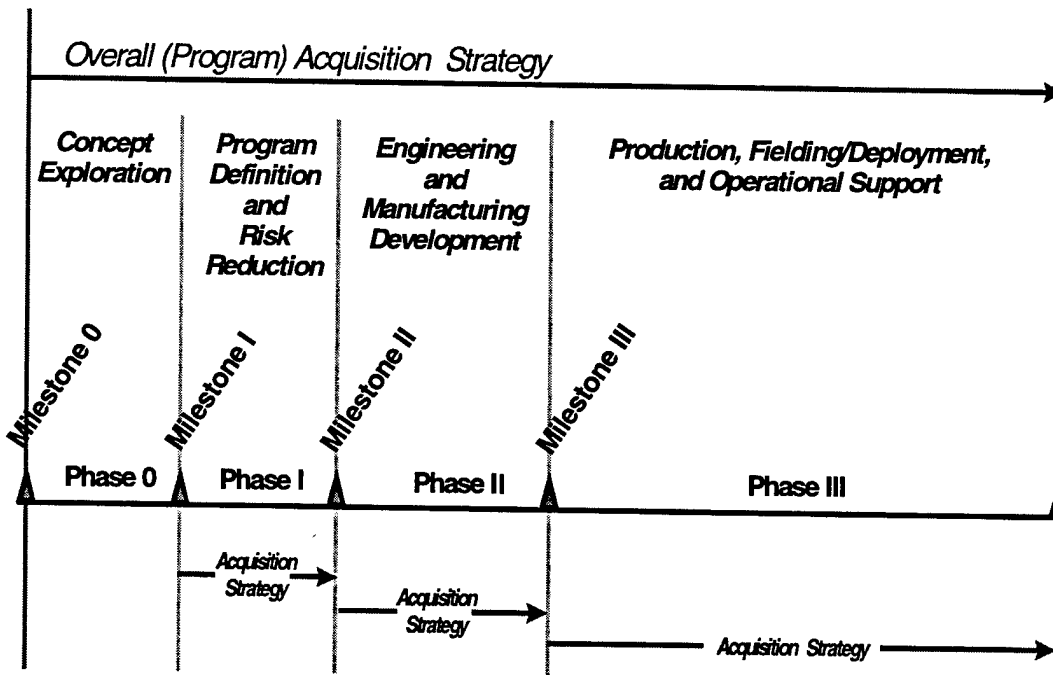 Overall (Program) Acquisition Strategy
Concept
Exploration
Program
Definition
and
Risk
Reduction
Engineering
and
Manufacturing
Development
Production, Fielding/Deployment,
and Operational Support
Milestone 0
Milestone I
Milestone II
Milestone III
Phase 0
Phase I
Phase II
Phase III
Acquisition
Strategy
Acquisition
Strategy
Acquisition Strategy